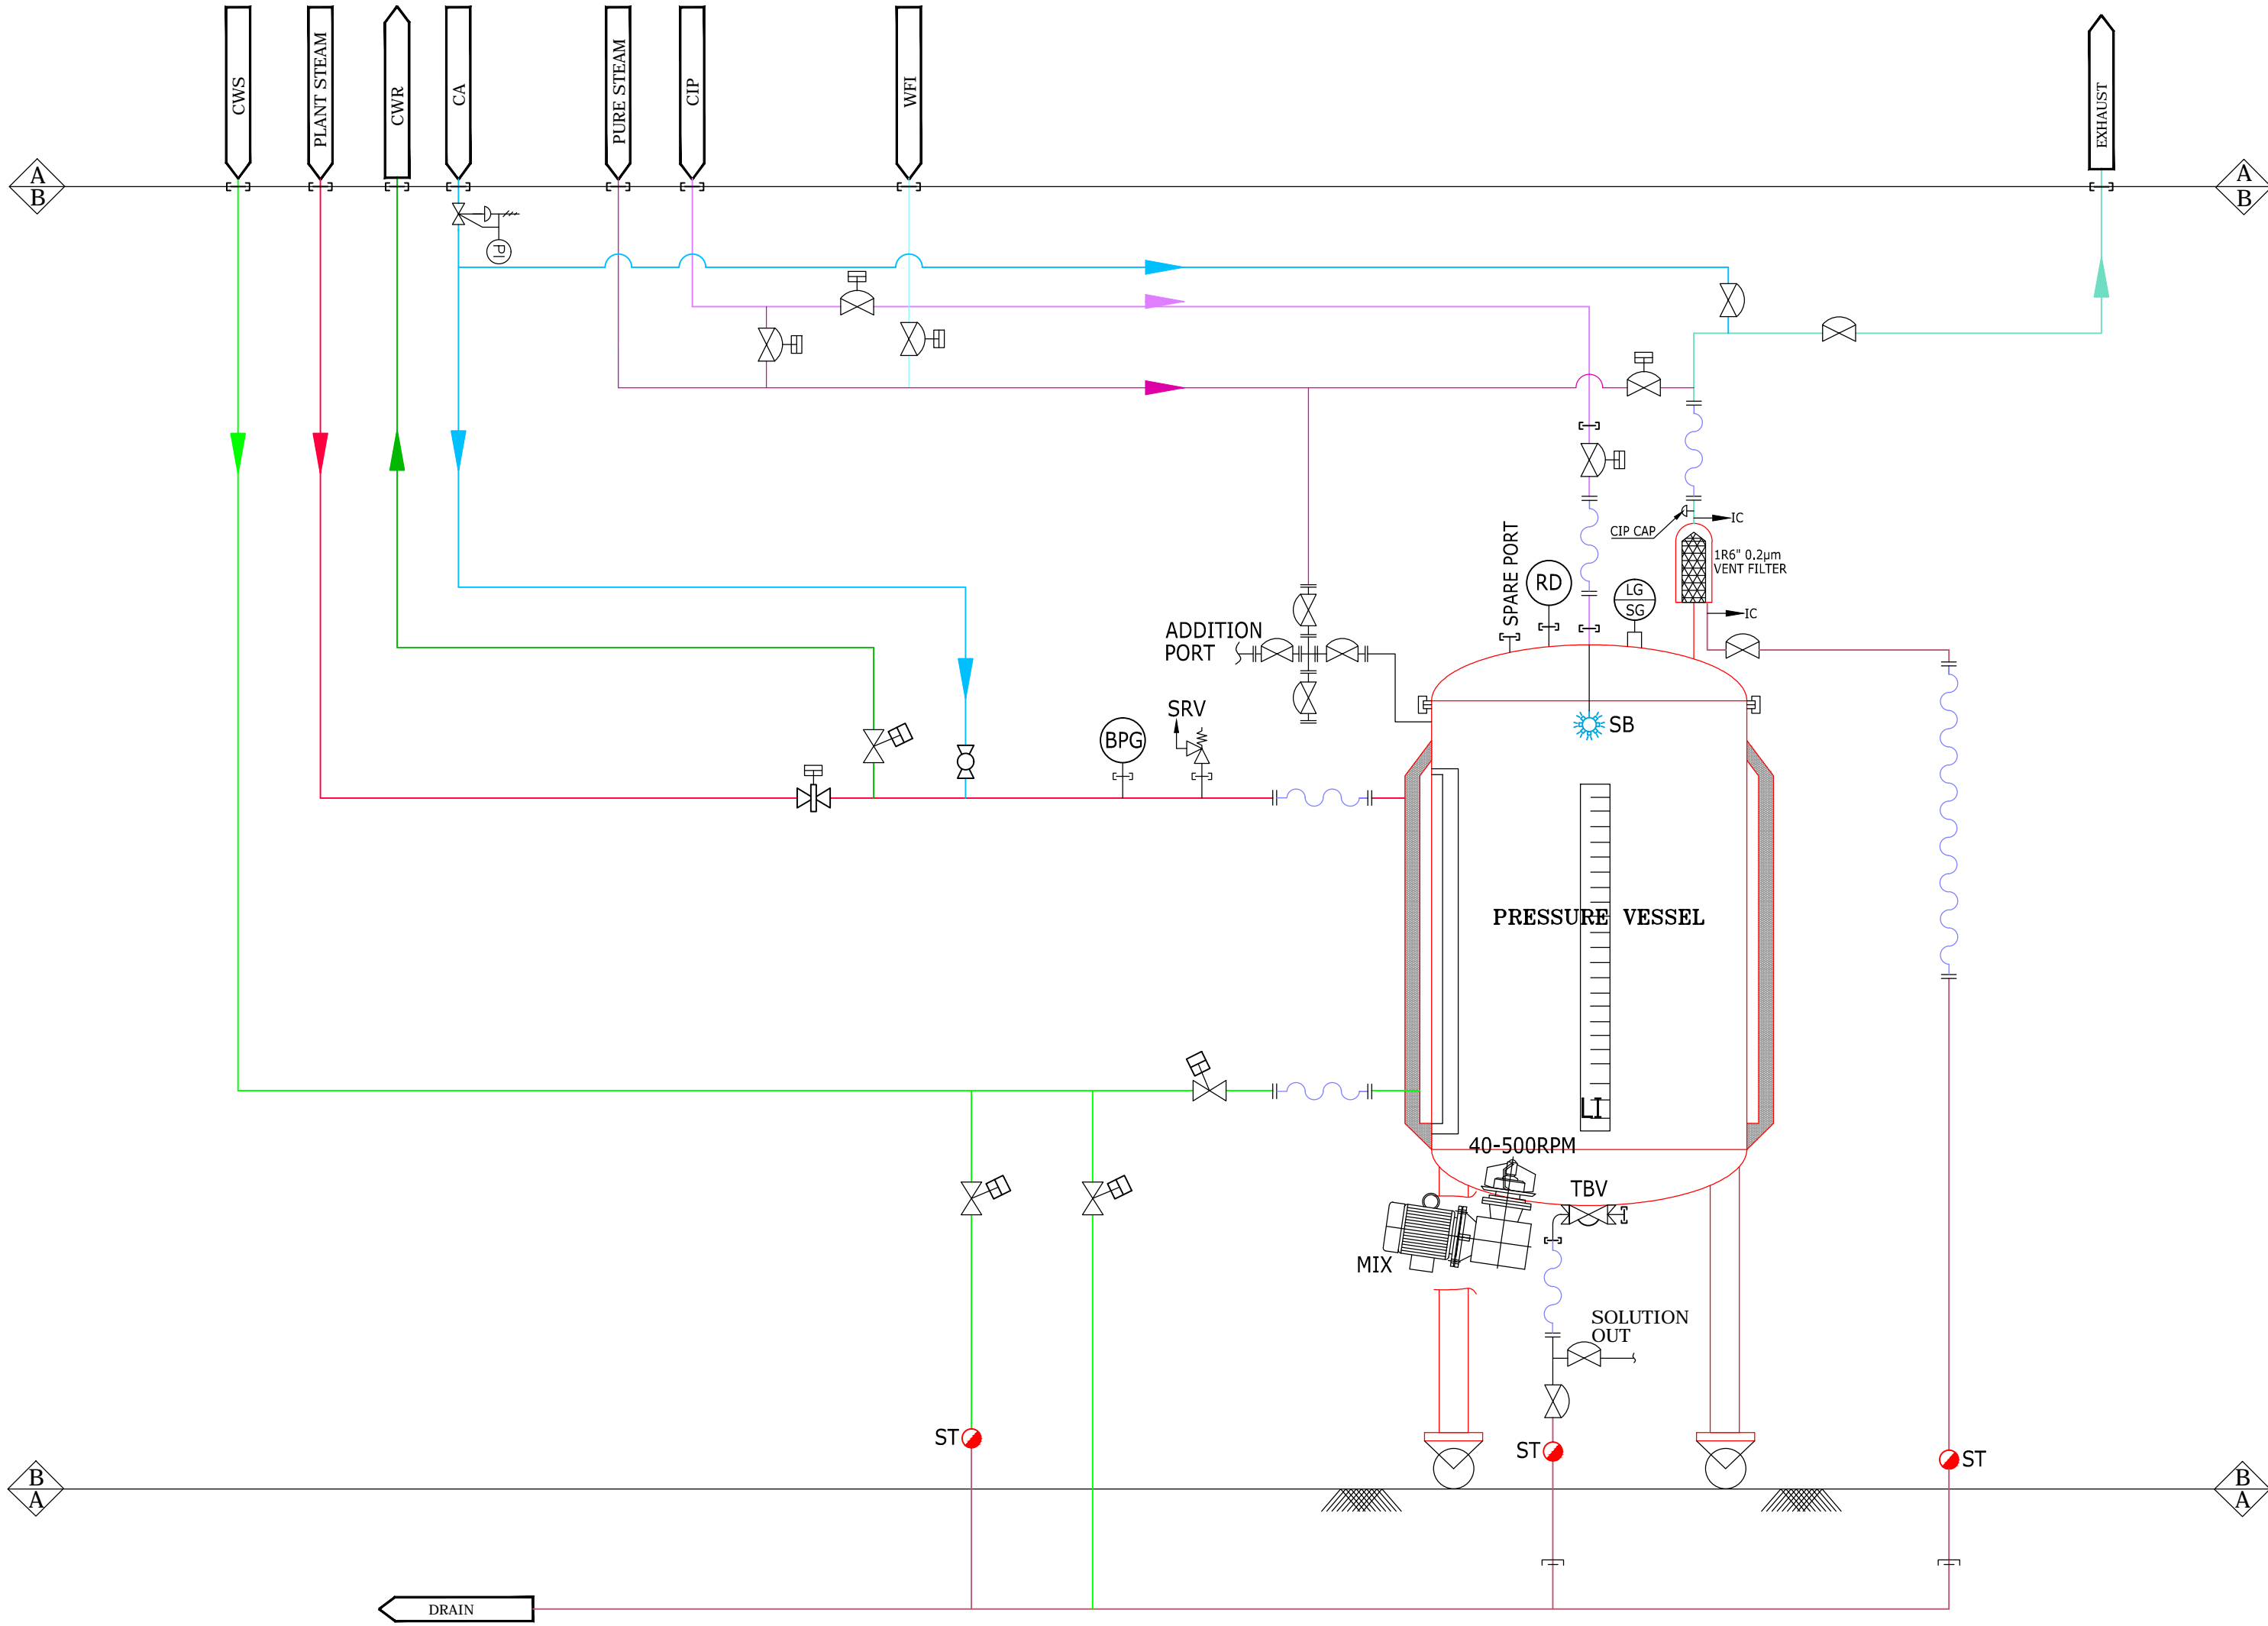 CWS
PLANT STEAM
CWR
CA
PURE STEAM
CIP
WFI
EXHAUST
A
B
A
B
PI
CIP CAP
IC
1R6" 0.2µm
VENT FILTER
SPARE PORT
RD
LG
SG
IC
ADDITION
PORT
SRV
BPG
SB
PRESSURE VESSEL
LI
40-500RPM
TBV
MIX
SOLUTION
OUT
ST
ST
ST
B
A
B
A
DRAIN